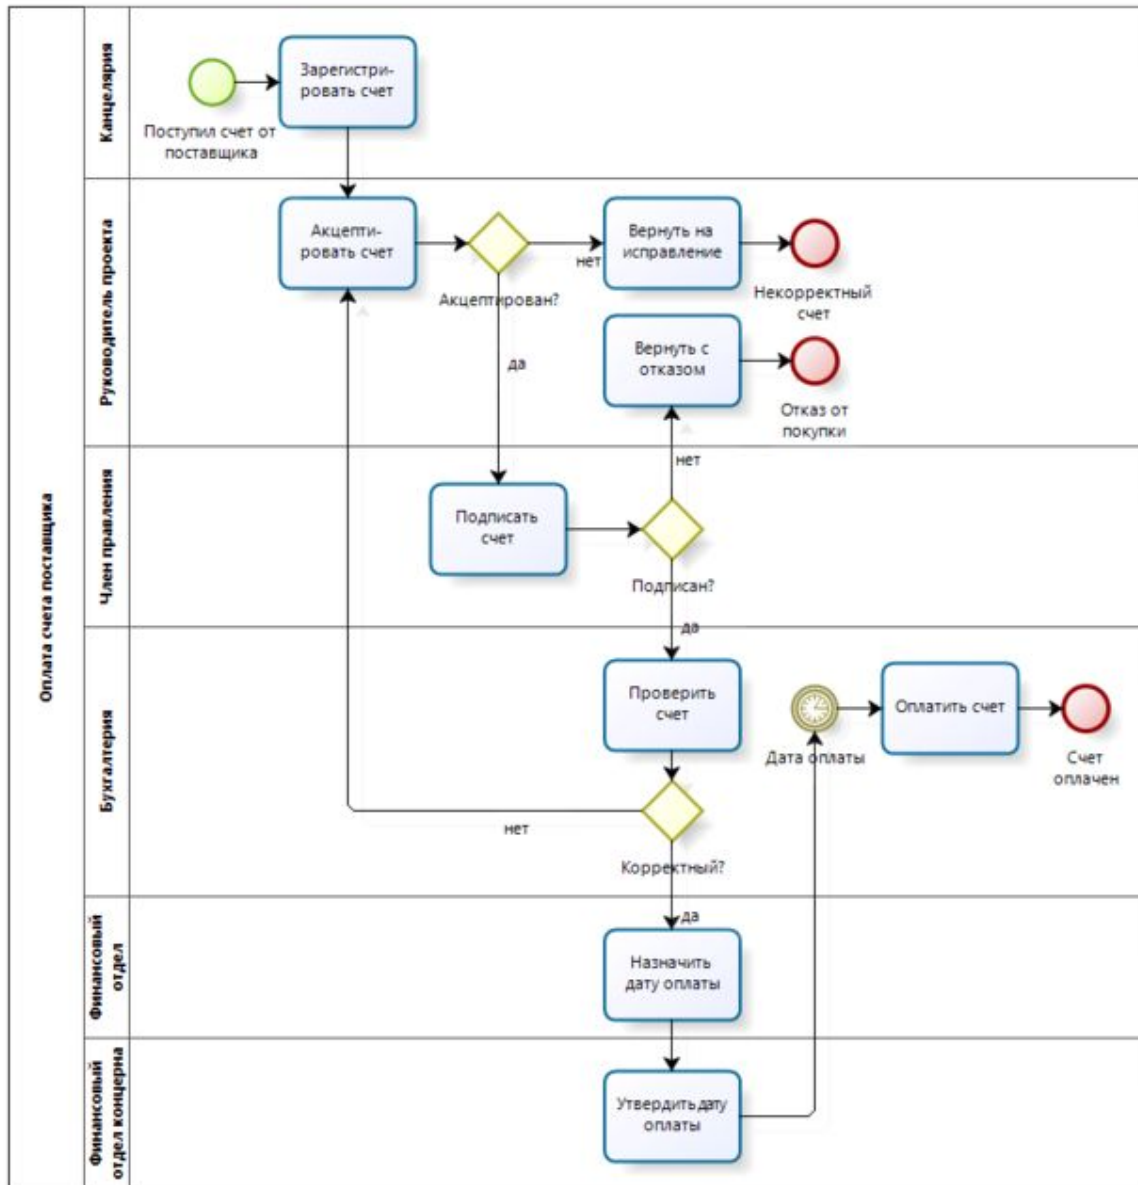 Оплата счета поставщика
Канцелярия
Зарегистри-
ровать счет
Поступил счет от
поставщика
Руководитель проекта
Акцепти-
ровать счет
Акцептирован?
нет
Вернуть на
исправление
Некорректный
счет
да
Вернуть с
отказом
Отказ от
покупки
Член правления
нет
Подписать
счет
Подписан?
да
Бухгалтерия
Проверить
счет
Дата оплаты
Оплатить счет
Счет
оплачен
нет
Корректный?
Финансовый
отдел
да
Назначить
дату оплаты
Финансовый
отдел концерна
Утвердить дату
оплаты